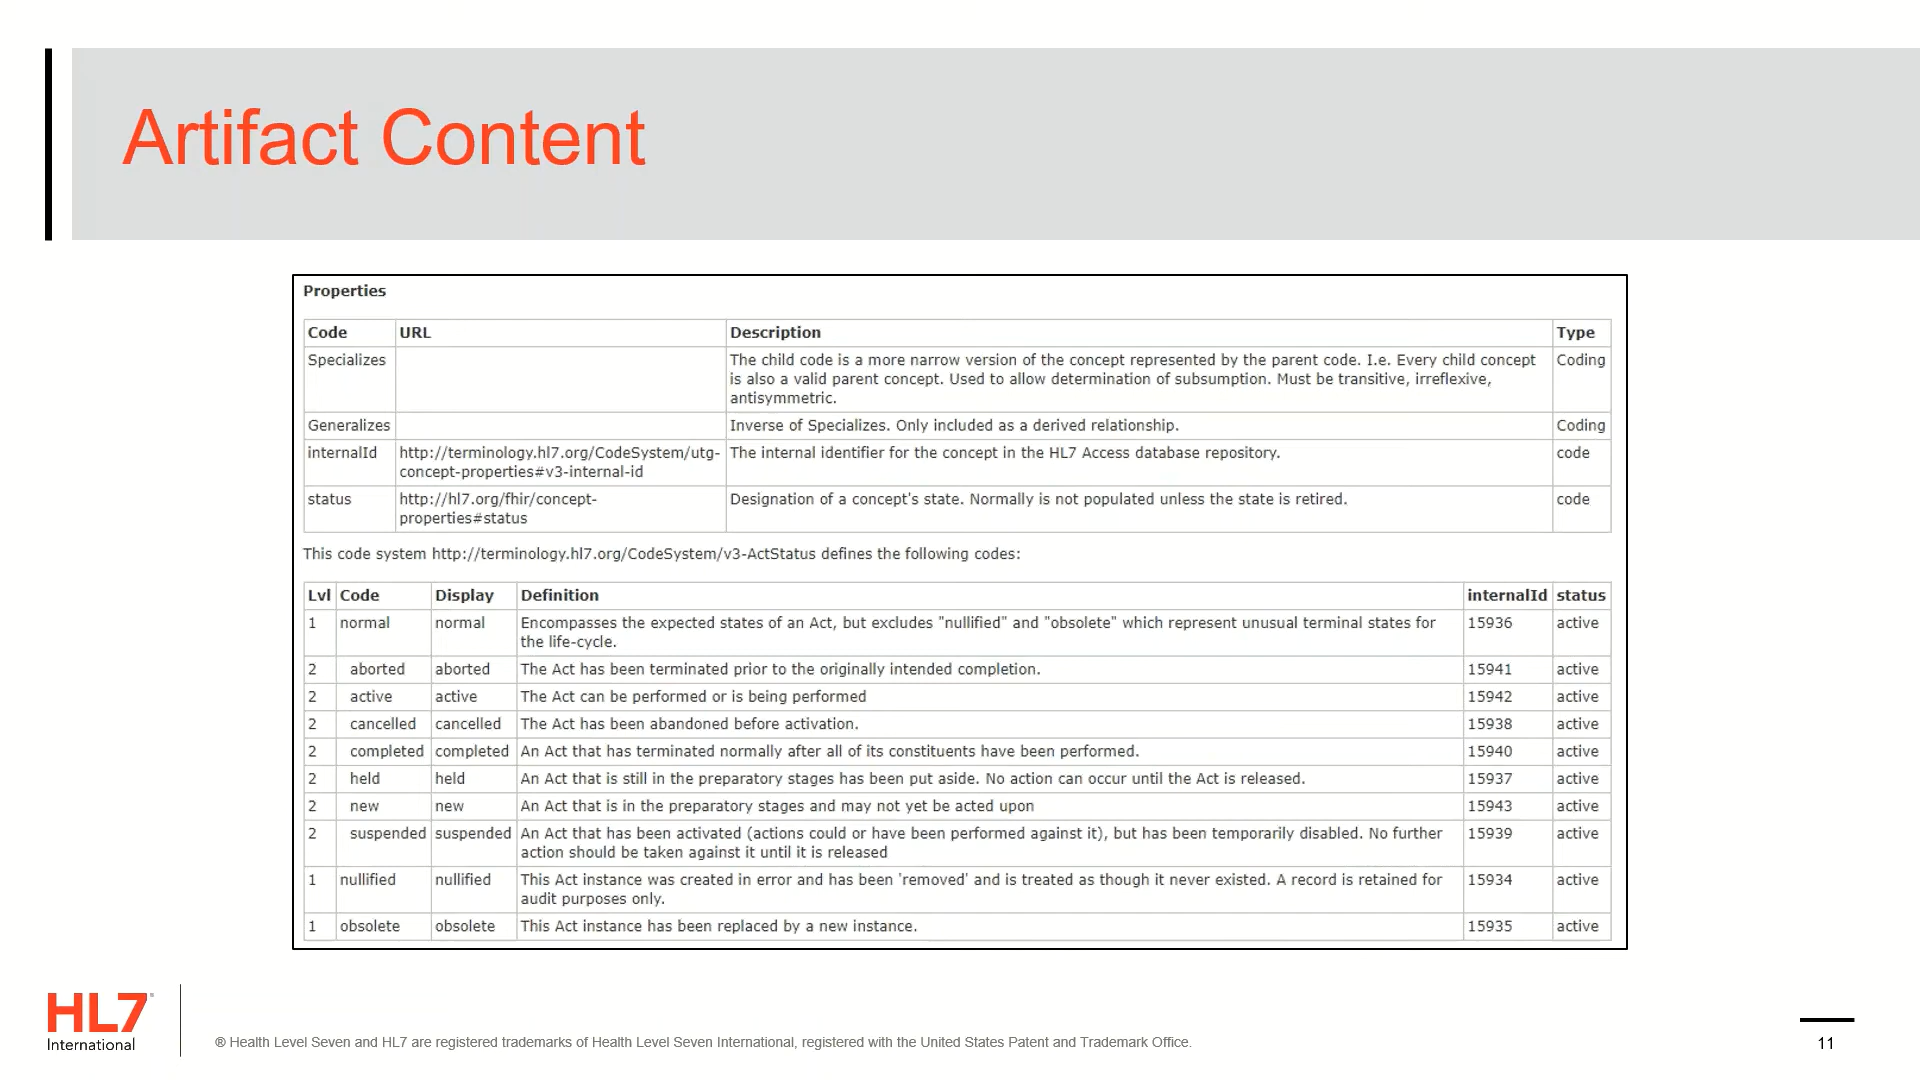 Artifact Content
Properties
Code URL Description Type
Specializes The child code is a more narrow version of the concept represented by the parent code. I.e. Every child concept Coding
is also a valid parent concept. Used to allow determination of subsumption. Must be transitive, irreflexive,
antisymmetric.
Generalizes Inverse of Specializes. Only included as a derived relationship. Coding
internalId http://terminology.hl7.org/CodeSystem/utg- The internal identifier for the concept in the HL7 Access database repository. code
concept-properties#v3-internal-id
status http://hl7.org/fhir/concept- Designation of a concept's state. Normally is not populated unless the state is retired. code
properties#status
This code system http://terminology.hl7.org/CodeSystem/v3-ActStatus defines the following codes:
Lvl Code Display Definition internalId status
1 normal normal Encompasses the expected states of an Act, but excludes "nullified" and "obsolete" which represent unusual terminal states for 15936 active
the life-cycle.
2 aborted aborted The Act has been terminated prior to the originally intended completion. 15941 active
2 active active The Act can be performed or is being performed 15942 active
2 cancelled cancelled The Act has been abandoned before activation. 15938 active
2 completed completed An Act that has terminated normally after all of its constituents have been performed. 15940 active
2 held held An Act that is still in the preparatory stages has been put aside. No action can occur until the Act is released. 15937 active
2 new new An Act that is in the preparatory stages and may not yet be acted upon 15943 active
2 suspended suspended An Act that has been activated (actions could or have been performed against it), but has been temporarily disabled. No further 15939 active
action should be taken against it until it is released
1 nullified nullified This Act instance was created in error and has been 'removed' and is treated as though it never existed. A record is retained for 15934 active
audit purposes only.
1 obsolete obsolete This Act instance has been replaced by a new instance. 15935 active
HL7®
International
® Health Level Seven and HL7 are registered trademarks of Health Level Seven International, registered with the United States Patent and Trademark Office.
11